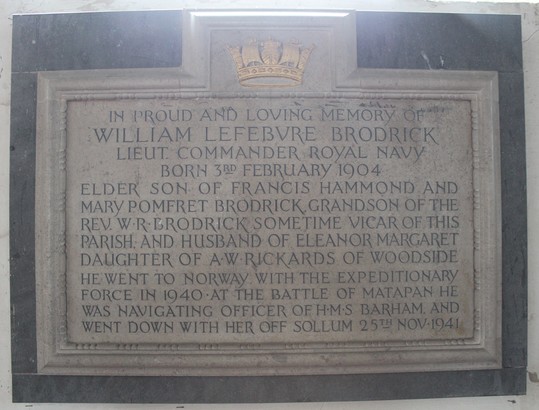 IN PROUD AND LOVING MEMORY OF
WILLIAM LEFEBVRE BRODRICK
LIEUT. COMMANDER ROYAL NAVY
BORN 3RD FEBRUARY 1904
ELDER SON OF FRANCIS HAMMOND AND
MARY POMFRET BRODRICK, GRANDSON OF THE
REV. W·R·BRODRICK SOMETIME VICAR OF THIS
PARISH, AND HUSBAND OF ELEANOR MARGARET
DAUGHTER OF A·W·RICKARDS OF WOODSIDE
HE WENT TO NORWAY WITH THE EXPEDITIONARY
FORCE IN 1940·AT THE BATTLE OF MATAPAN HE
WAS NAVIGATING OFFICER OF H·M·S BARHAM, AND
WENT DOWN WITH HER OFF SOLLUM 25TH NOV·1941